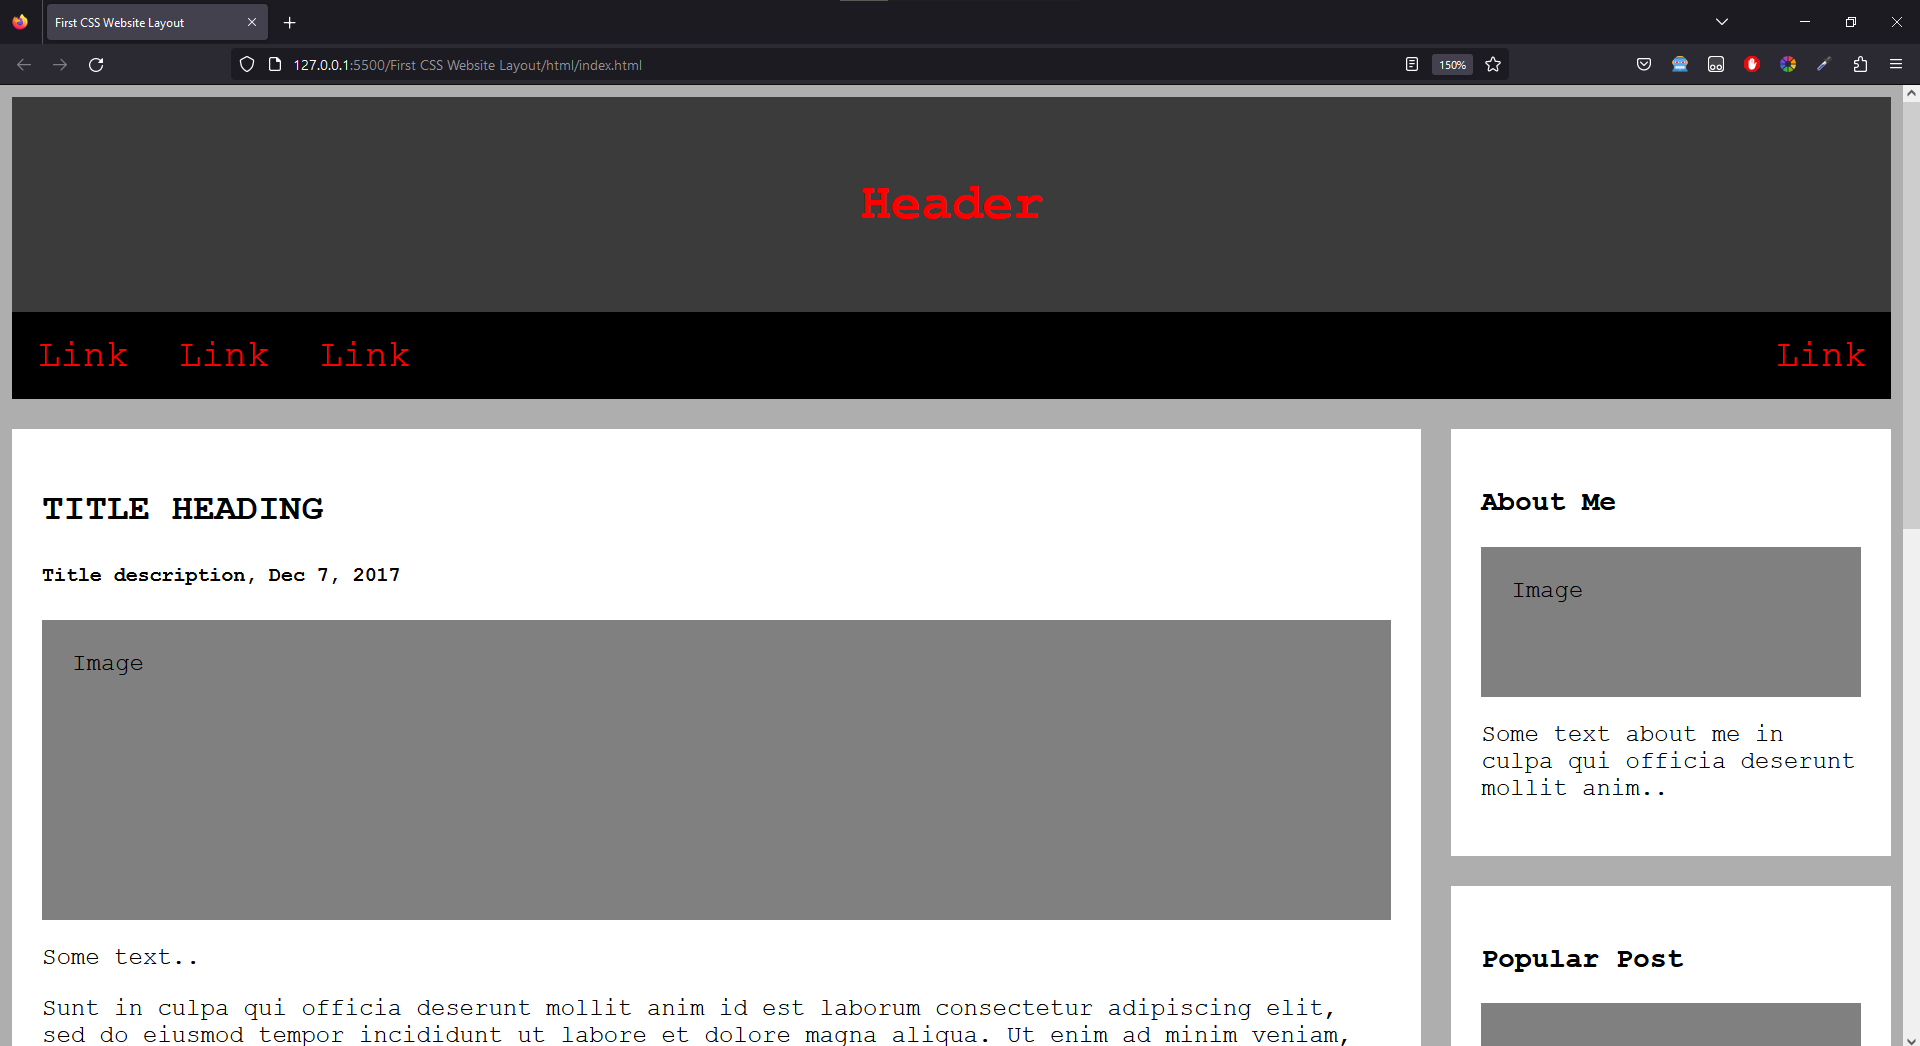 First CSS Website Layout
127.0.0.1:5500/First CSS Website Layout/html/index.html
150%
Header
Link Link Link Link
TITLE HEADING
Title description, Dec 7, 2017
Image
Some text..
Sunt in culpa qui officia deserunt mollit anim id est laborum consectetur adipiscing elit,
sed do eiusmod tempor incididunt ut labore et dolore magna aliqua. Ut enim ad minim veniam,
About Me
Image
Some text about me in
culpa qui officia deserunt
mollit anim..
Popular Post